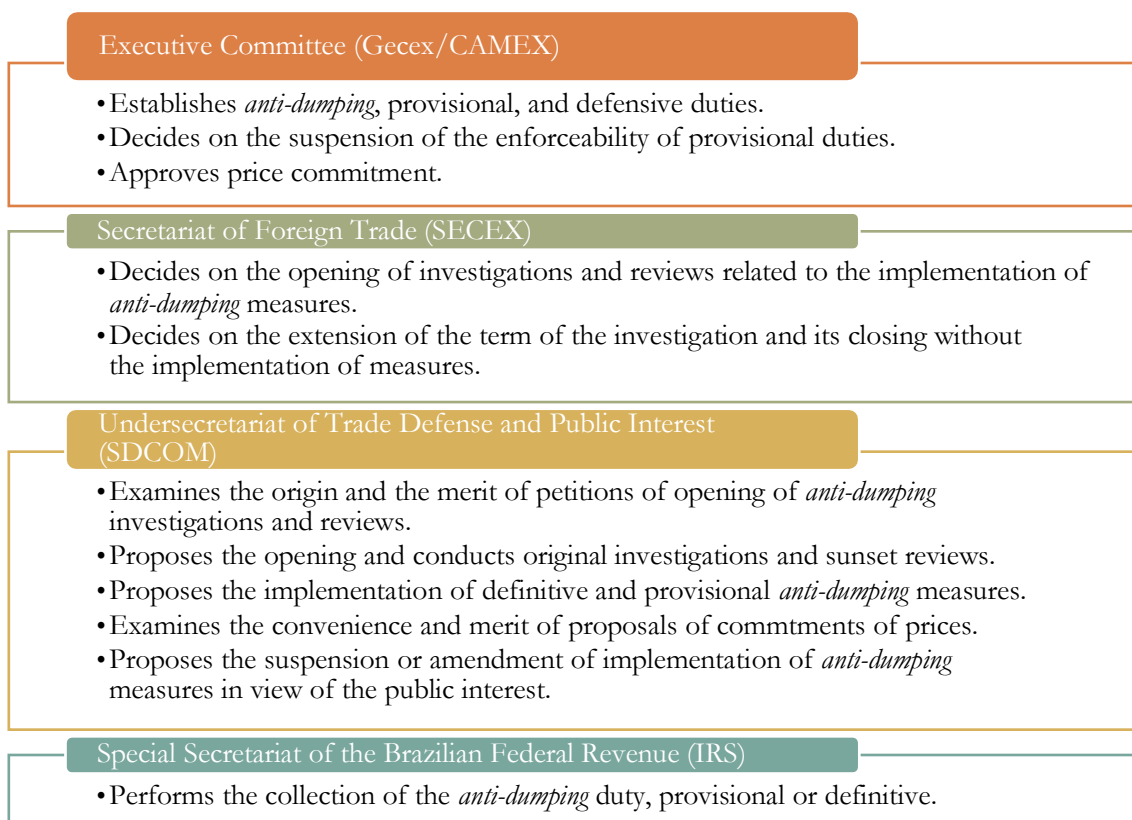 Executive Committee (Gecex/CAMEX)
•Establishes anti-dumping, provisional, and defensive duties.
•Decides on the suspension of the enforceability of provisional duties.
•Approves price commitment.
Secretariat of Foreign Trade (SECEX)
•Decides on the opening of investigations and reviews related to the implementation of
anti-dumping measures.
•Decides on the extension of the term of the investigation and its closing without
the implementation of measures.
Undersecretariat of Trade Defense and Public Interest
(SDCOM)
•Examines the origin and the merit of petitions of opening of anti-dumping
investigations and reviews.
•Proposes the opening and conducts original investigations and sunset reviews.
•Proposes the implementation of definitive and provisional anti-dumping measures.
•Examines the convenience and merit of proposals of commtments of prices.
•Proposes the suspension or amendment of implementation of anti-dumping
measures in view of the public interest.
Special Secretariat of the Brazilian Federal Revenue (IRS)
•Performs the collection of the anti-dumping duty, provisional or definitive.